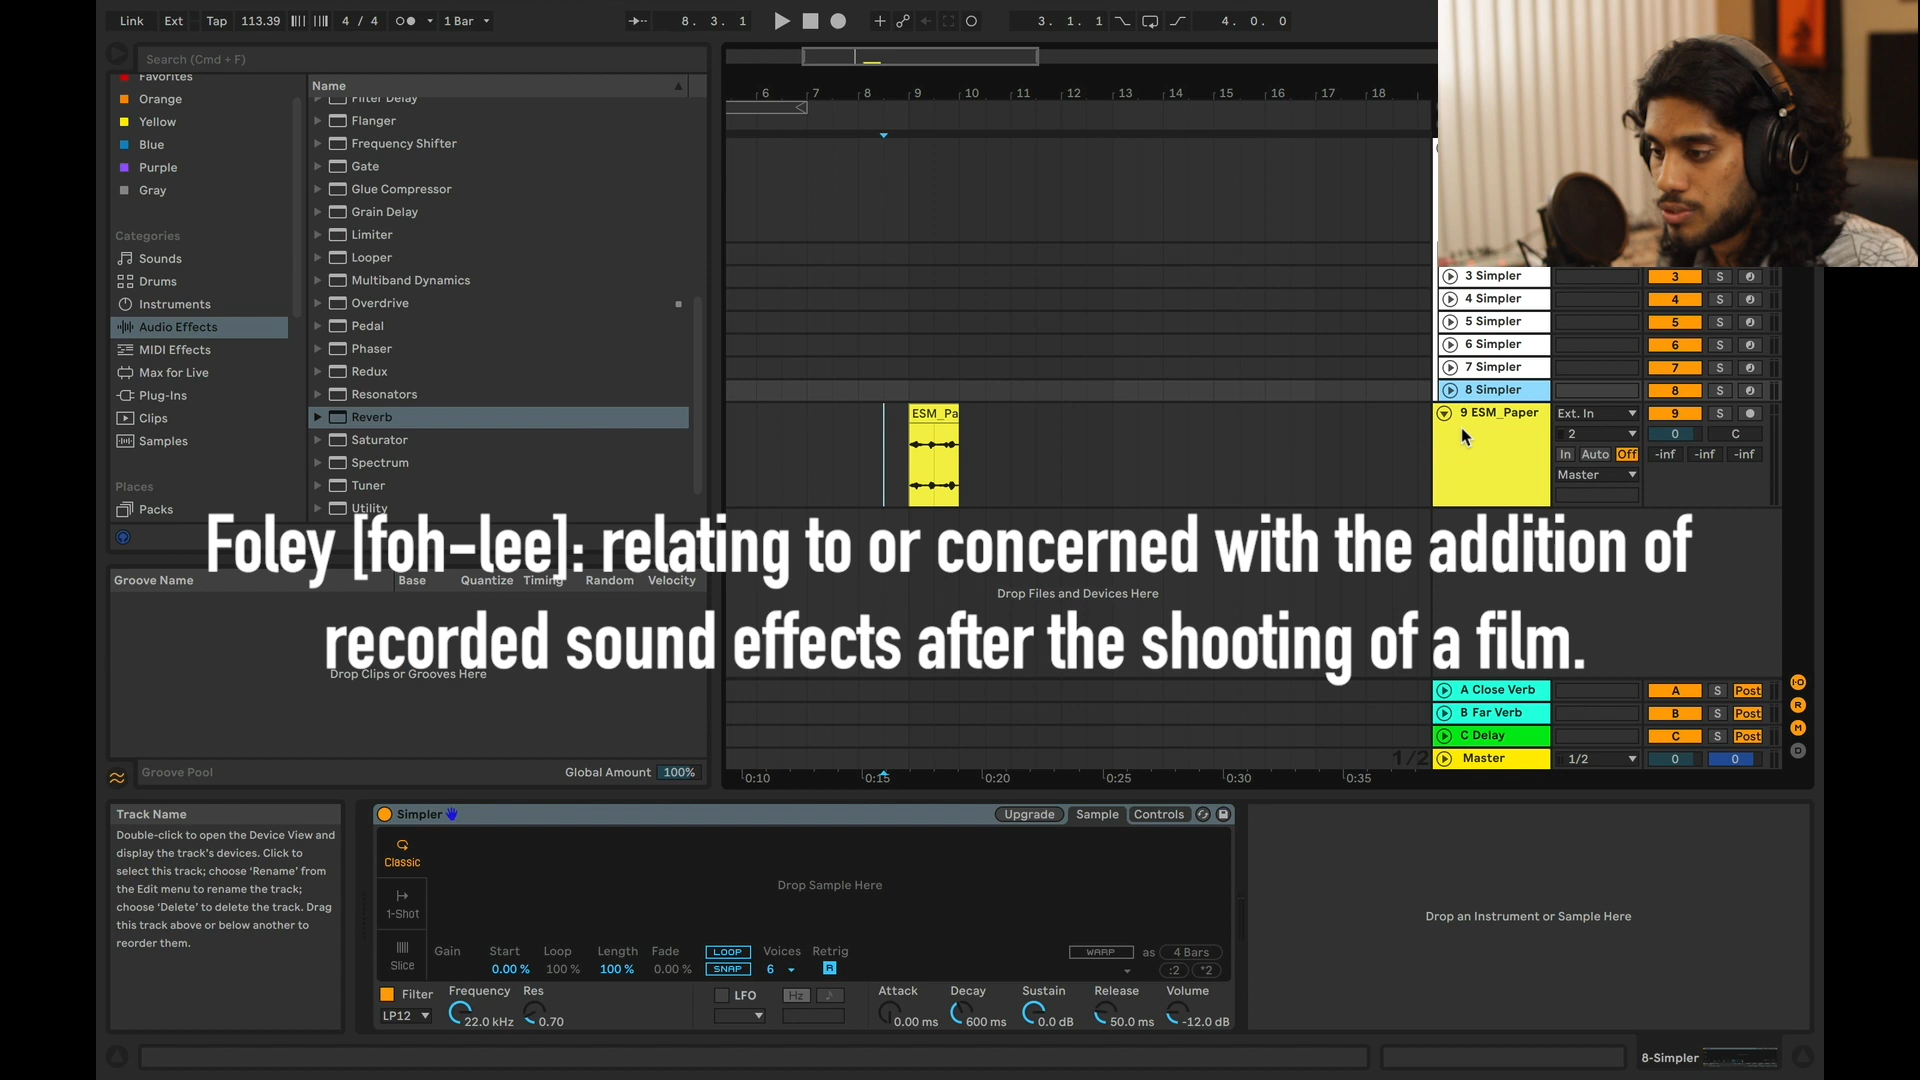 Link Ext Tap 113.39 4 / 4 1 Bar 8. 3. 1 3. 1. 1 4. 0. 0
Search (Cmd + F)
Favorites
Orange
Yellow
Blue
Purple
Gray
Categories
Sounds
Drums
Instruments
Audio Effects
MIDI Effects
Max for Live
Plug-Ins
Clips
Samples
Places
Packs
Name
Filter Delay
Flanger
Frequency Shifter
Gate
Glue Compressor
Grain Delay
Limiter
Looper
Multiband Dynamics
Overdrive
Pedal
Phaser
Redux
Resonators
Reverb
Saturator
Spectrum
Tuner
Utility
6 7 8 9 10 11 12 13 14 15 16 17 18
ESM_Pa
3 Simpler 3 S
4 Simpler 4 S
5 Simpler 5 S
6 Simpler 6 S
7 Simpler 7 S
8 Simpler 8 S
9 ESM_Paper Ext. In 9 S
2 0 C
In Auto Off -inf -inf -inf
Master
Foley [foh-lee]: relating to or concerned with the addition of
recorded sound effects after the shooting of a film.
Groove Name Base Quantize Timing Random Velocity
Drop Files and Devices Here
Drop Clips or Grooves Here
A Close Verb A S Post
B Far Verb B S Post
C Delay C S Post
1/2 Master 1/2 0 0
I·O
R
M
D
Groove Pool Global Amount 100%
0:10 0:15 0:20 0:25 0:30 0:35
Track Name
Double-click to open the Device View and
display the track's devices. Click to
select this track; choose 'Rename' from
the Edit menu to rename the track;
choose 'Delete' to delete the track. Drag
this track above or below another to
reorder them.
Simpler Upgrade Sample Controls
Classic
1-Shot
Slice
Drop Sample Here
Gain Start Loop Length Fade LOOP Voices Retrig WARP as 4 Bars
0.00 % 100 % 100 % 0.00 % SNAP 6 R :2 *2
Filter Frequency Res LFO Hz Attack Decay Sustain Release Volume
LP12 22.0 kHz 0.70 0.00 ms 600 ms 0.0 dB 50.0 ms -12.0 dB
Drop an Instrument or Sample Here
8-Simpler